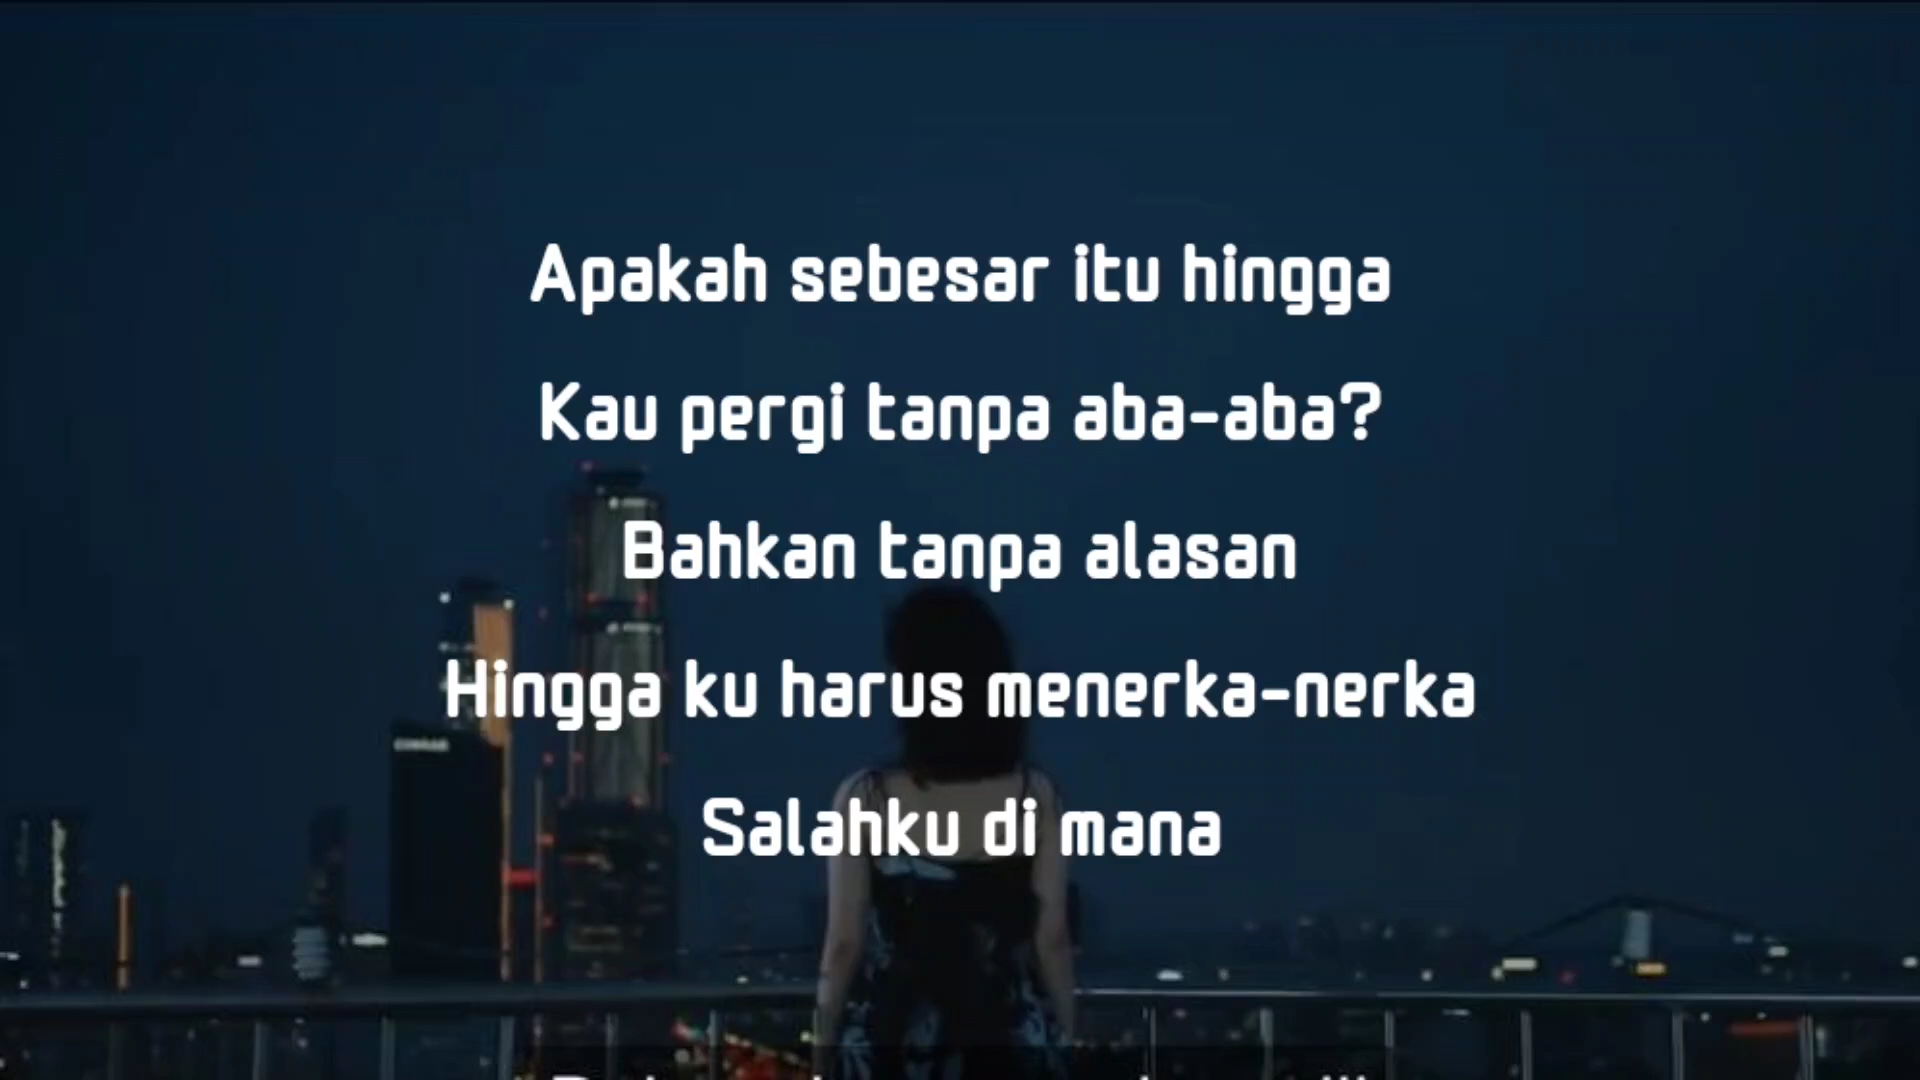 Apakah sebesar itu hingga
Kau pergi tanpa aba-aba?
Bahkan tanpa alasan
Hingga ku harus menerka-nerka
Salahku di mana